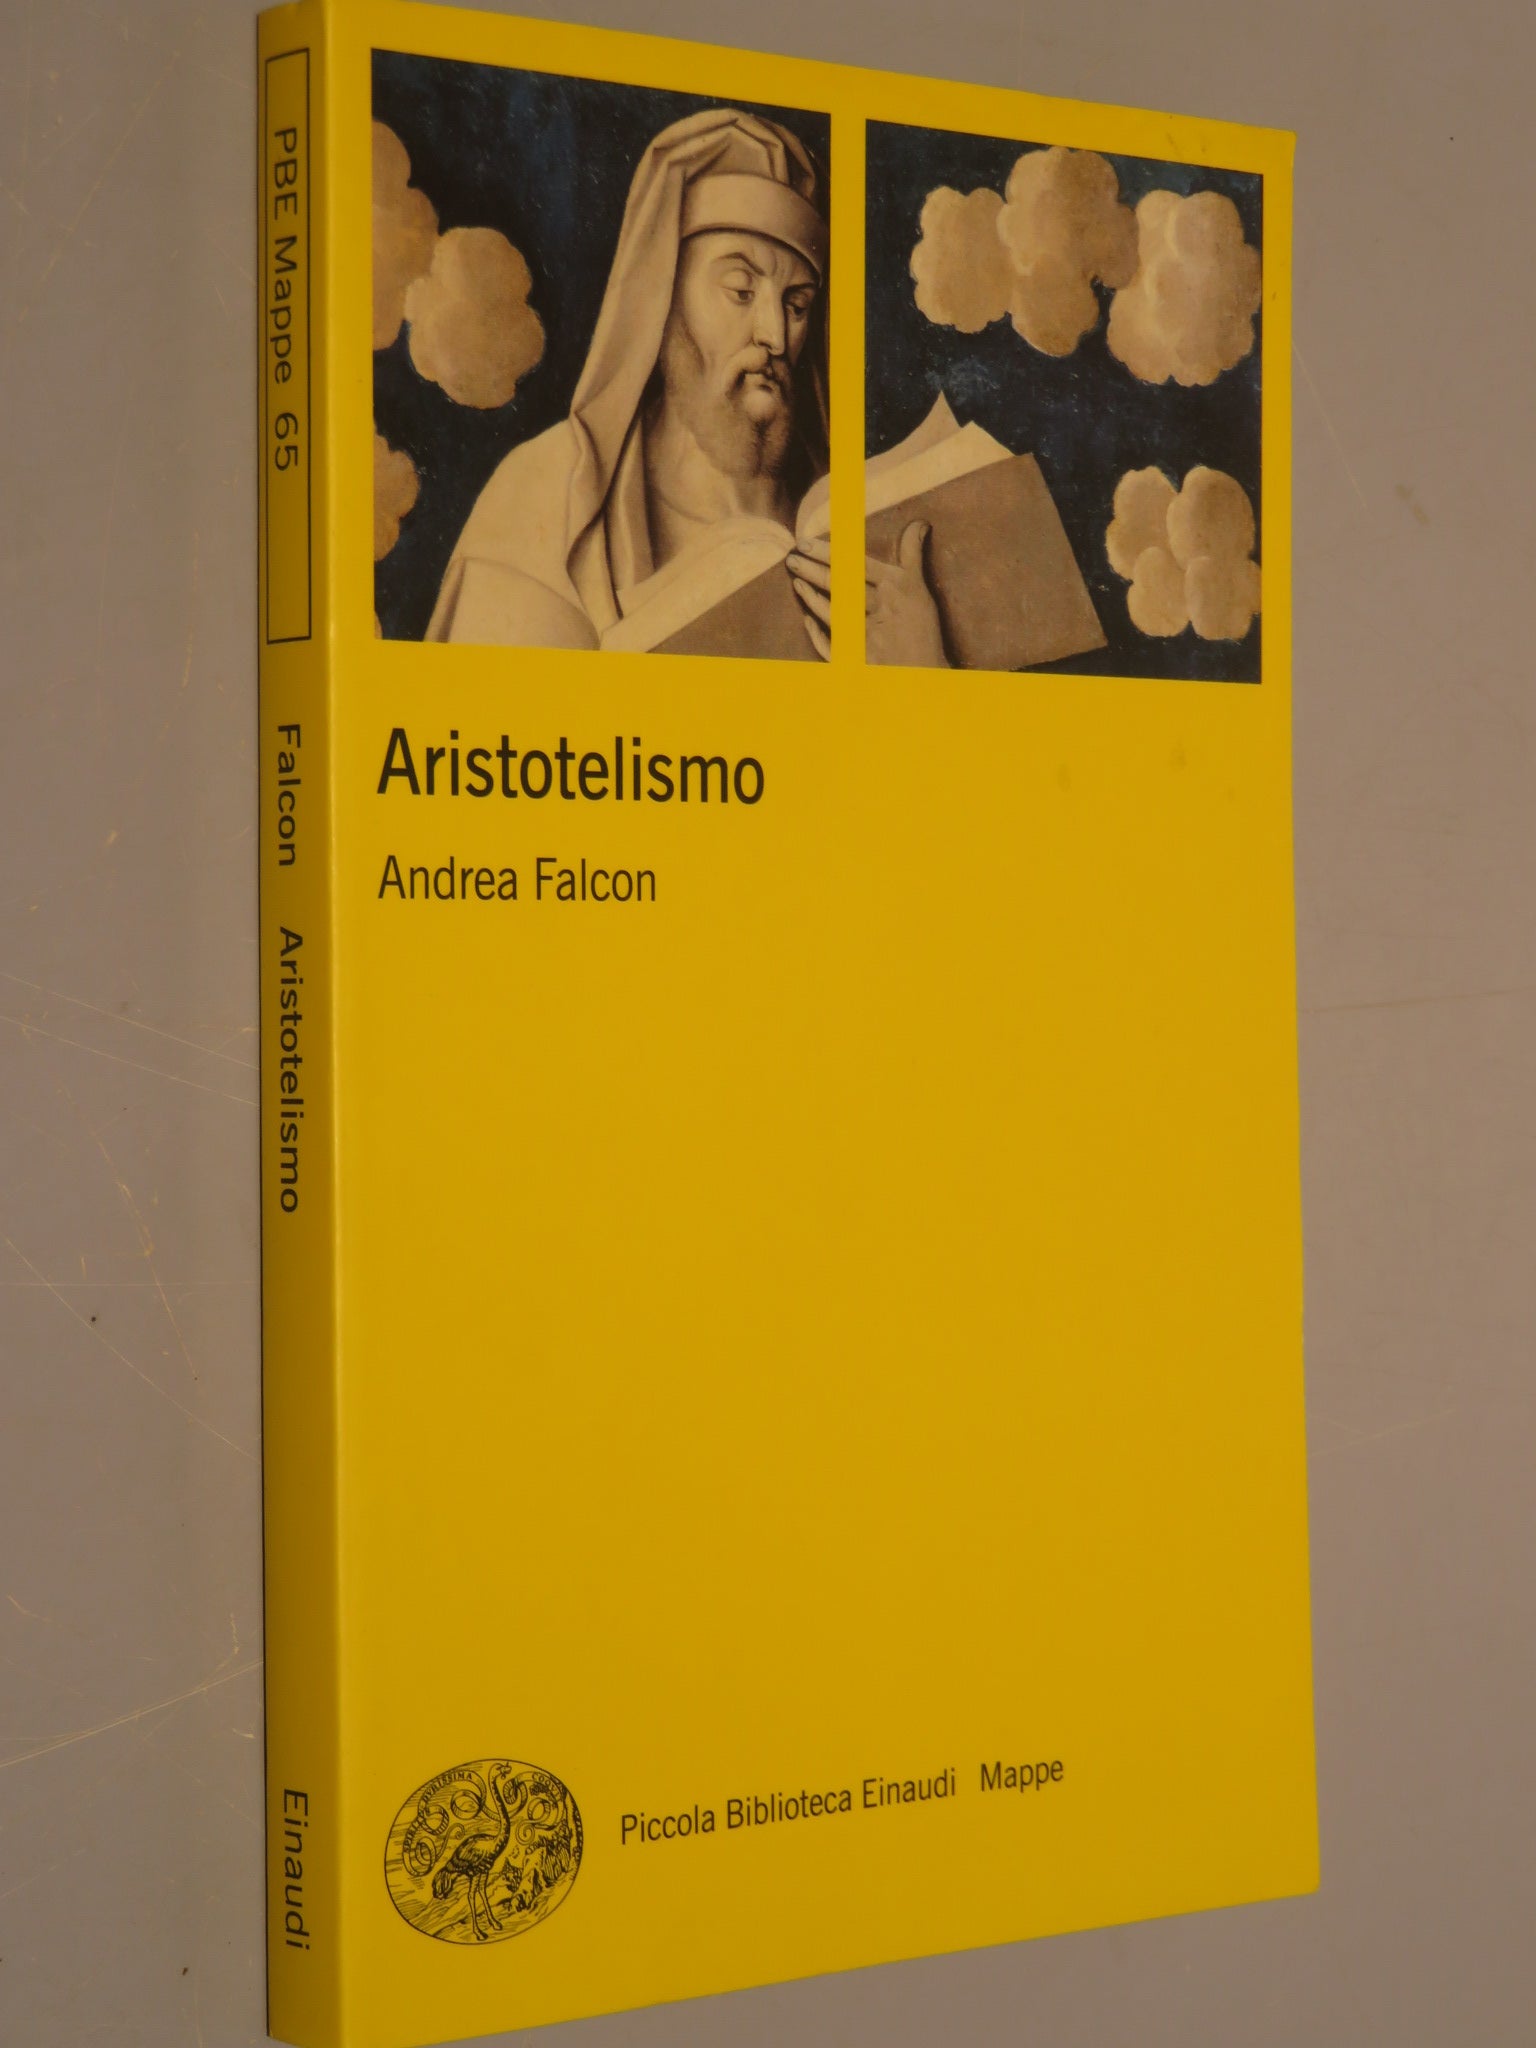 PBE Mappe 65
Falcon Aristotelismo
Einaudi
Aristotelismo
Andrea Falcon
Piccola Biblioteca Einaudi Mappe